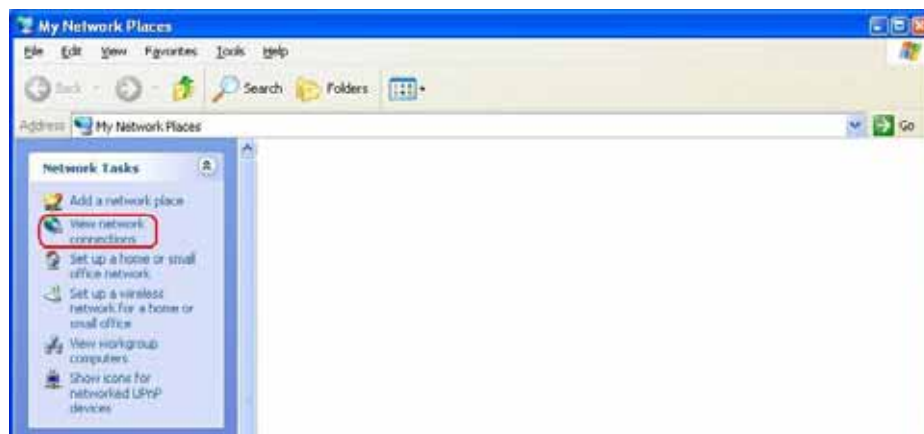 My Network Places
File Edit View Favorites Tools Help
Back Search Folders
Address My Network Places Go
Network Tasks
Add a network place
View network
connections
Set up a home or small
office network
Set up a wireless
network for a home or
small office
View workgroup
computers
Show icons for
networked UPnP
devices